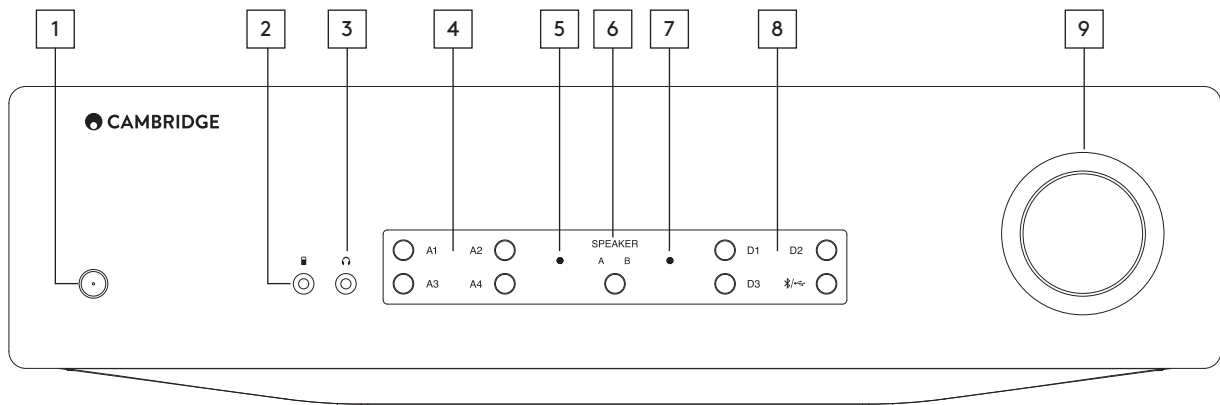 1 2 3 4 5 6 7 8 9
CAMBRIDGE
SPEAKER
A1 A2 A B D1 D2
A3 A4 D3 /